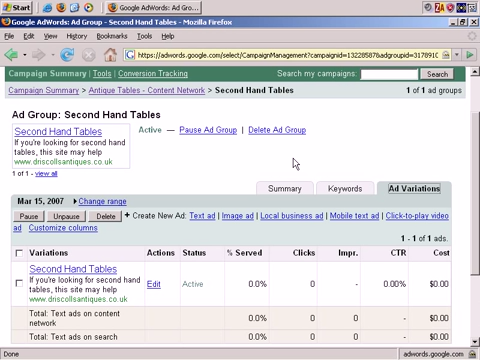 Start
Google AdWords: Ad Gro...
Google AdWords: Ad Group - Second Hand Tables - Mozilla Firefox
File Edit View History Bookmarks Tools Help
https://adwords.google.com/select/CampaignManagement?campaignid=13228587&adgroupid=3178910
Campaign Summary | Tools | Conversion Tracking Search my campaigns: Search
Campaign Summary > Antique Tables - Content Network > Second Hand Tables 1 of 1 ad groups
Ad Group: Second Hand Tables
Second Hand Tables
If you're looking for second hand
tables, this site may help
www.driscollsantiques.co.uk
1 of 1 - view all
Active — Pause Ad Group | Delete Ad Group
Summary Keywords Ad Variations
Mar 15, 2007 Change range
Pause Unpause Delete + Create New Ad: Text ad | Image ad | Local business ad | Mobile text ad | Click-to-play video
ad Customize columns
1 - 1 of 1 ads.
Variations Actions Status % Served Clicks Impr. CTR Cost
Second Hand Tables
If you're looking for second hand
tables, this site may help
www.driscollsantiques.co.uk
Edit Active 0.0% 0 - 0.00% $0.00
Total: Text ads on content
network 0.0% 0 0 - $0.00
Total: Text ads on search 0.0% 0 0 - $0.00
Done adwords.google.com